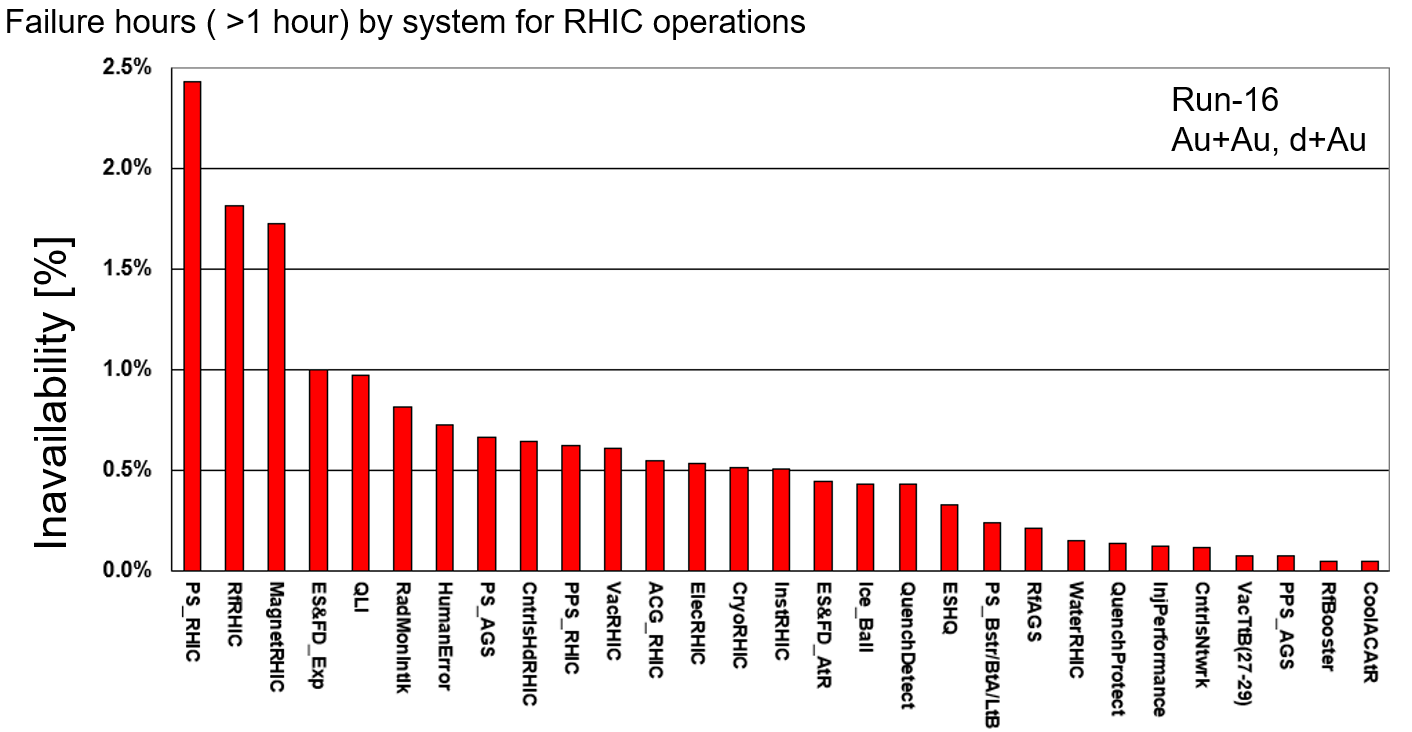 Failure hours ( >1 hour) by system for RHIC operations
2.5%
2.0%
1.5%
1.0%
0.5%
0.0%
Inavailability [%]
Run-16
Au+Au, d+Au
PS_RHIC
RfRHIC
MagnetRHIC
ES&FD_Exp
QLI
RadMonIntlk
HumanError
PS_AGS
CntrlsHdRHIC
PPS_RHIC
VacRHIC
ACG_RHIC
ElecRHIC
CryoRHIC
InstRHIC
ES&FD_AtR
Ice_Ball
QuenchDetect
ESHQ
PS_Bstr/BtA/LtB
RfAGS
WaterRHIC
QuenchProtect
InjPerformance
CntrlsNtwrk
VacTtB(27-29)
PPS_AGS
RfBooster
CoolACAtR